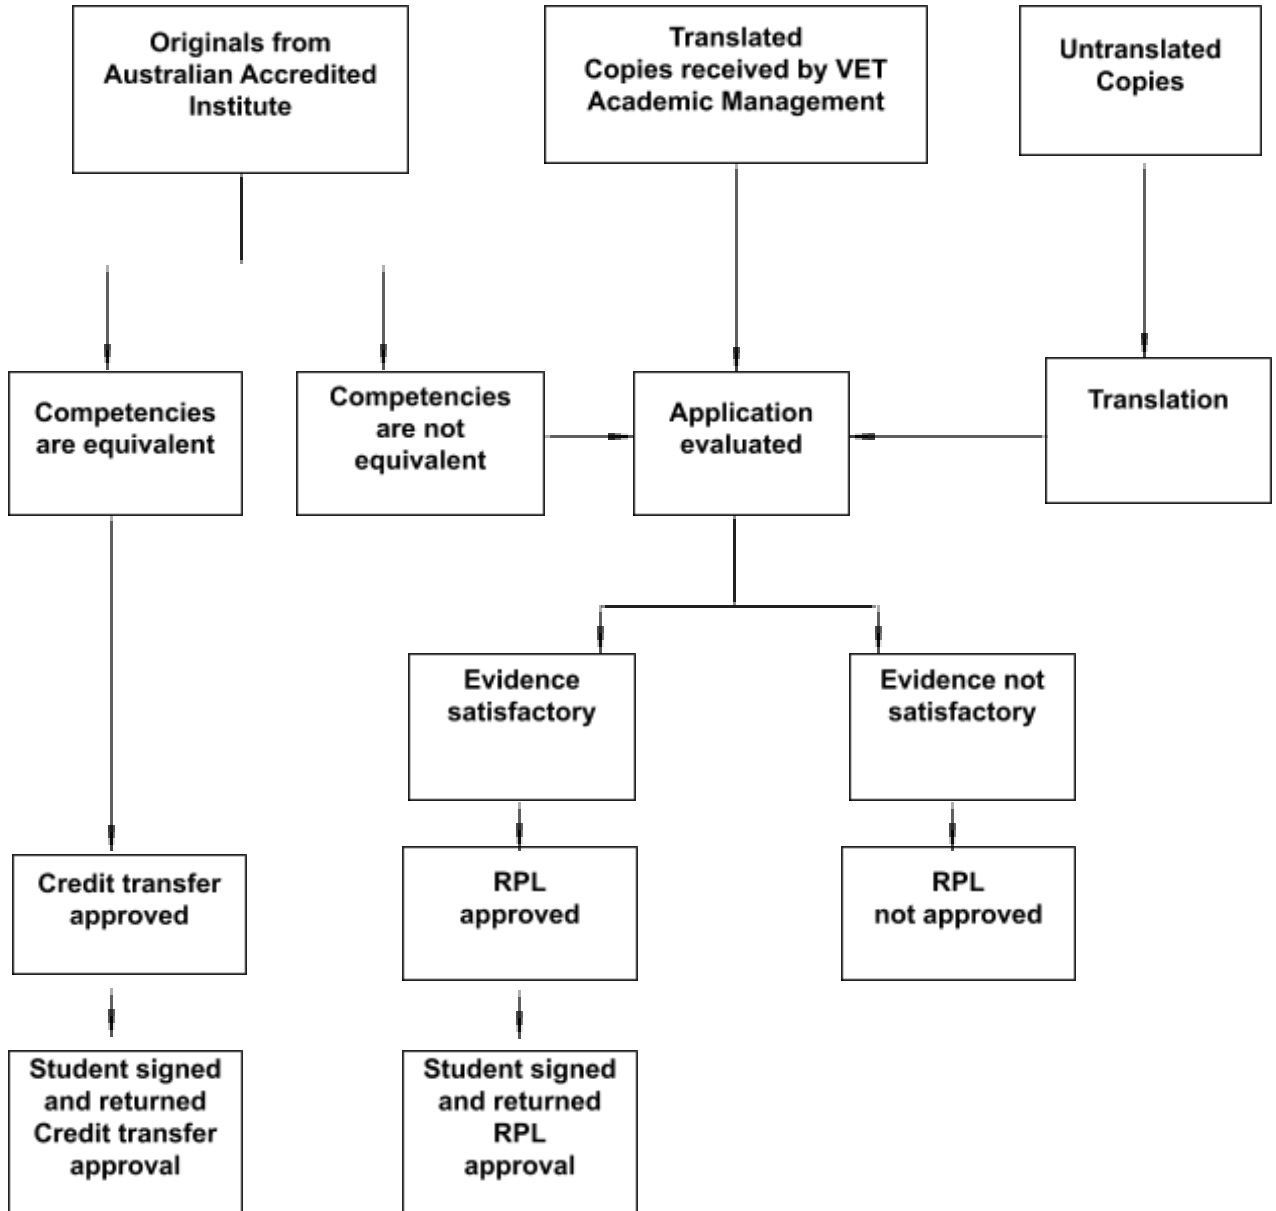 Originals from
Australian Accredited
Institute
Translated
Copies received by VET
Academic Management
Untranslated
Copies
Competencies
are equivalent
Competencies
are not
equivalent
Application
evaluated
Translation
Evidence
satisfactory
Evidence not
satisfactory
Credit transfer
approved
RPL
approved
RPL
not approved
Student signed
and returned
Credit transfer
approval
Student signed
and returned
RPL
approval